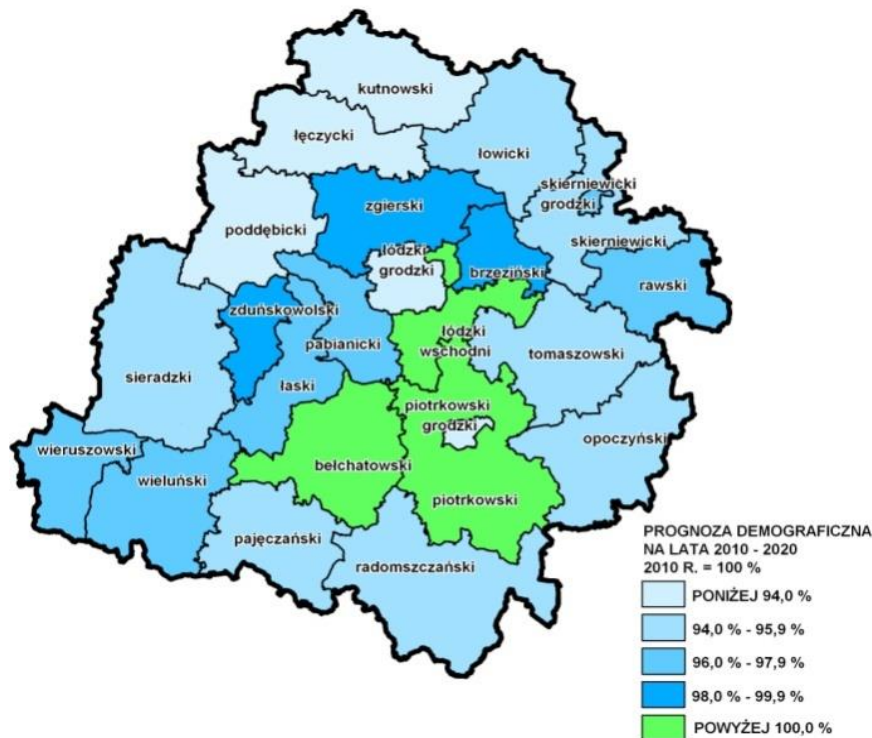 kutnowski
łęczycki
łowicki
skierniewicki
grodzki
zgierski
poddębicki
skierniewicki
łódzki
grodzki
brzeziński
rawski
zduńskowolski
łódzki
wschodni
pabianicki
tomaszowski
sieradzki
łaski
piotrkowski
grodzki
opoczyński
wieruszowski
bełchatowski
wieluński
piotrkowski
pajęczański
radomszczański
PROGNOZA DEMOGRAFICZNA
NA LATA 2010 - 2020
2010 R. = 100 %
PONIŻEJ 94,0 %
94,0 % - 95,9 %
96,0 % - 97,9 %
98,0 % - 99,9 %
POWYŻEJ 100,0 %